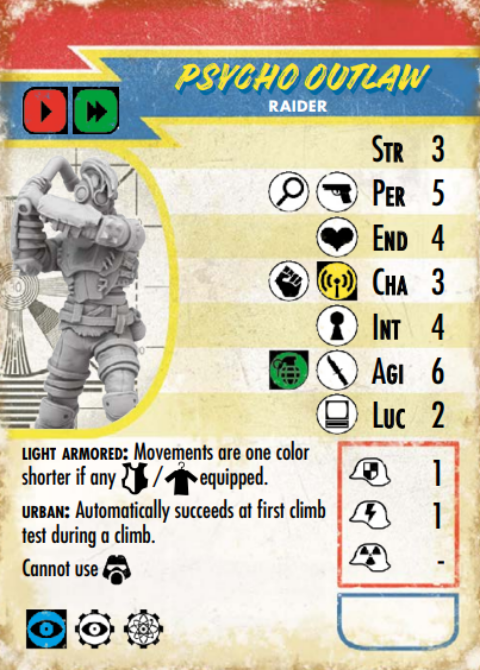 PSYCHO OUTLAW
RAIDER
STR 3
PER 5
END 4
CHA 3
INT 4
AGI 6
LUC 2
LIGHT ARMORED: Movements are one color
shorter if any / equipped.
URBAN: Automatically succeeds at first climb
test during a climb.
Cannot use
1
1
-